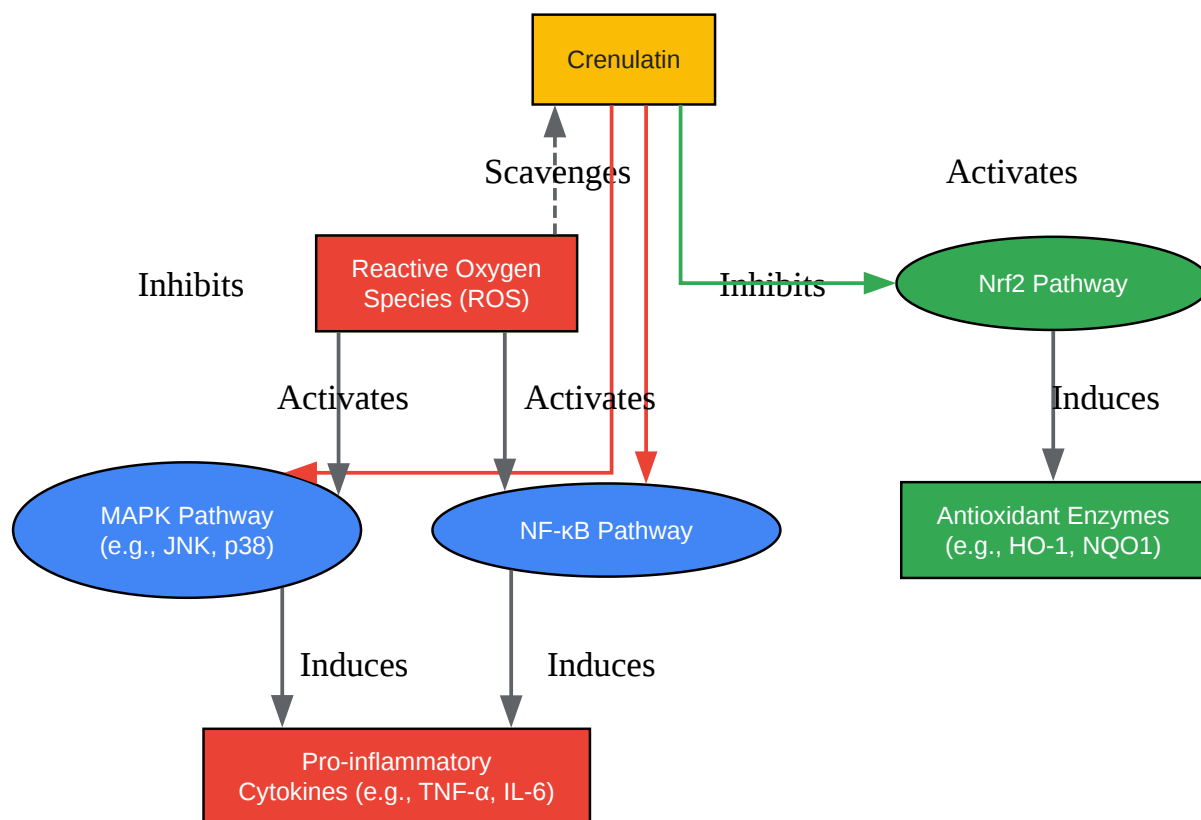 Crenulatin
Scavenges
Activates
Reactive Oxygen
Species (ROS)
Inhibits
Inhibits
Nrf2 Pathway
Activates
Activates
Induces
MAPK Pathway
(e.g., JNK, p38)
NF-κB Pathway
Antioxidant Enzymes
(e.g., HO-1, NQO1)
Induces
Induces
Pro-inflammatory
Cytokines (e.g., TNF-α, IL-6)